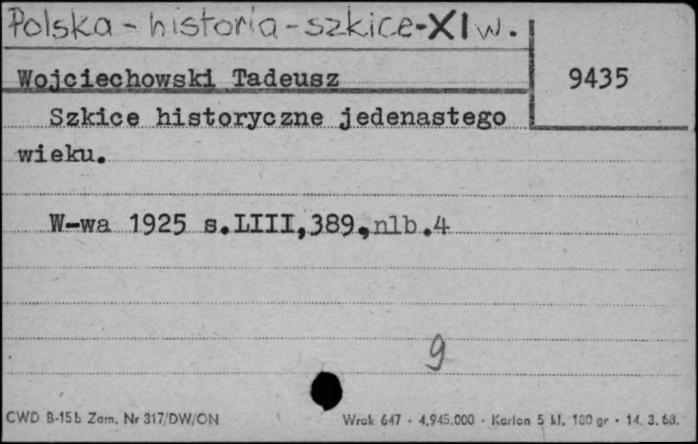 Polska - historia - szkice - XI w.
Wojciechowski Tadeusz
9435
Szkice historyczne jedenastego
wieku.
W-wa 1925 s.LIII,389,nlb.4
9
CWD B-15b Zam. Nr 317/DW/ON
Wrak 647 - 4.945.000 - Karton 5 kl. 180 gr - 14. 3. 68.